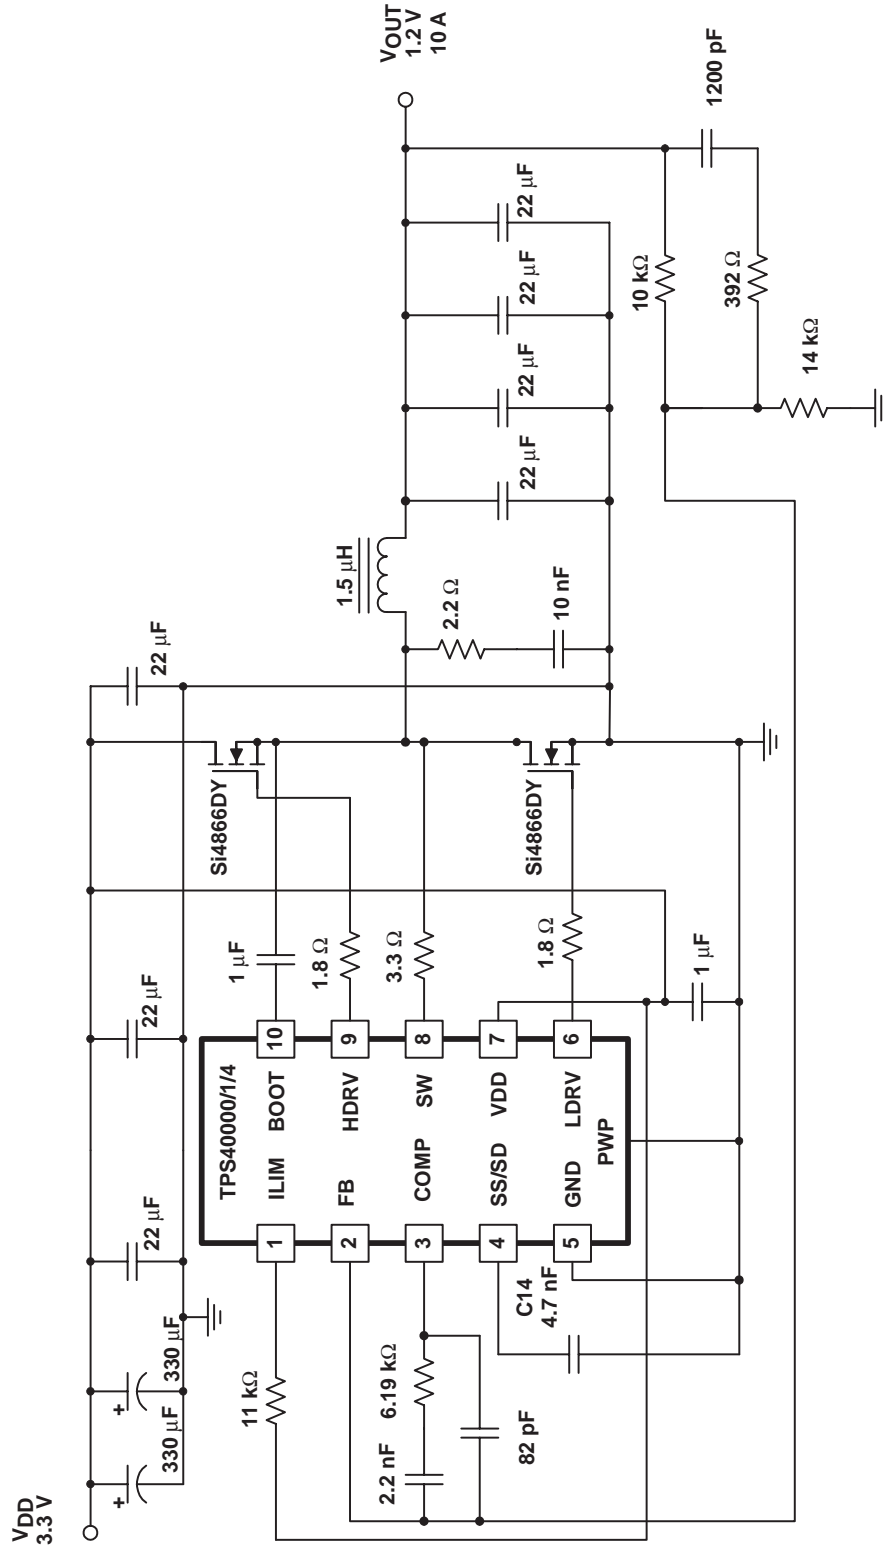 VDD
3.3 V
330 µF
330 µF
22 µF
22 µF
22 µF
11 kΩ
6.19 kΩ
2.2 nF
82 pF
C14
4.7 nF
TPS40000/1/4
1
ILIM
BOOT
10
2
FB
HDRV
9
3
COMP
SW
8
4
SS/SD
VDD
7
5
GND
LDRV
6
PWP
1 µF
1.8 Ω
3.3 Ω
1.8 Ω
1 µF
Si4866DY
Si4866DY
1.5 µH
2.2 Ω
10 nF
22 µF
22 µF
22 µF
22 µF
VOUT
1.2 V
10 A
10 kΩ
1200 pF
392 Ω
14 kΩ